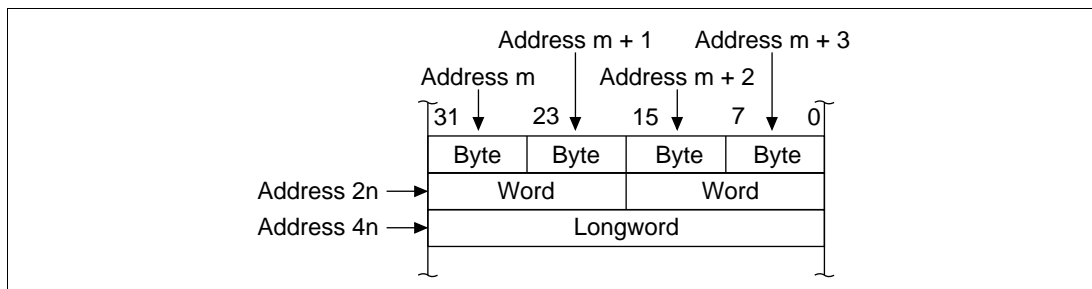 Address m + 1 Address m + 3
Address m Address m + 2
31 23 15 7 0
Byte Byte Byte Byte
Address 2n Word Word
Address 4n Longword